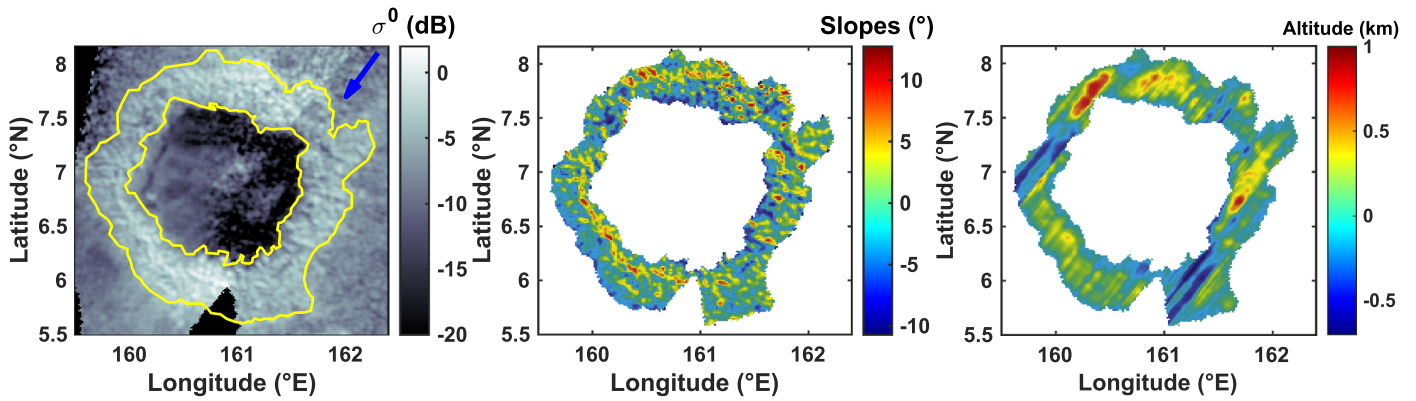 σ⁰ (dB)
8
7.5
7
6.5
6
5.5
Latitude (°N)
160 161 162
Longitude (°E)
0
-5
-10
-15
-20
Slopes (°)
8
7.5
7
6.5
6
5.5
Latitude (°N)
160 161 162
Longitude (°E)
10
5
0
-5
-10
Altitude (km)
8
7.5
7
6.5
6
5.5
Latitude (°N)
160 161 162
Longitude (°E)
1
0.5
0
-0.5